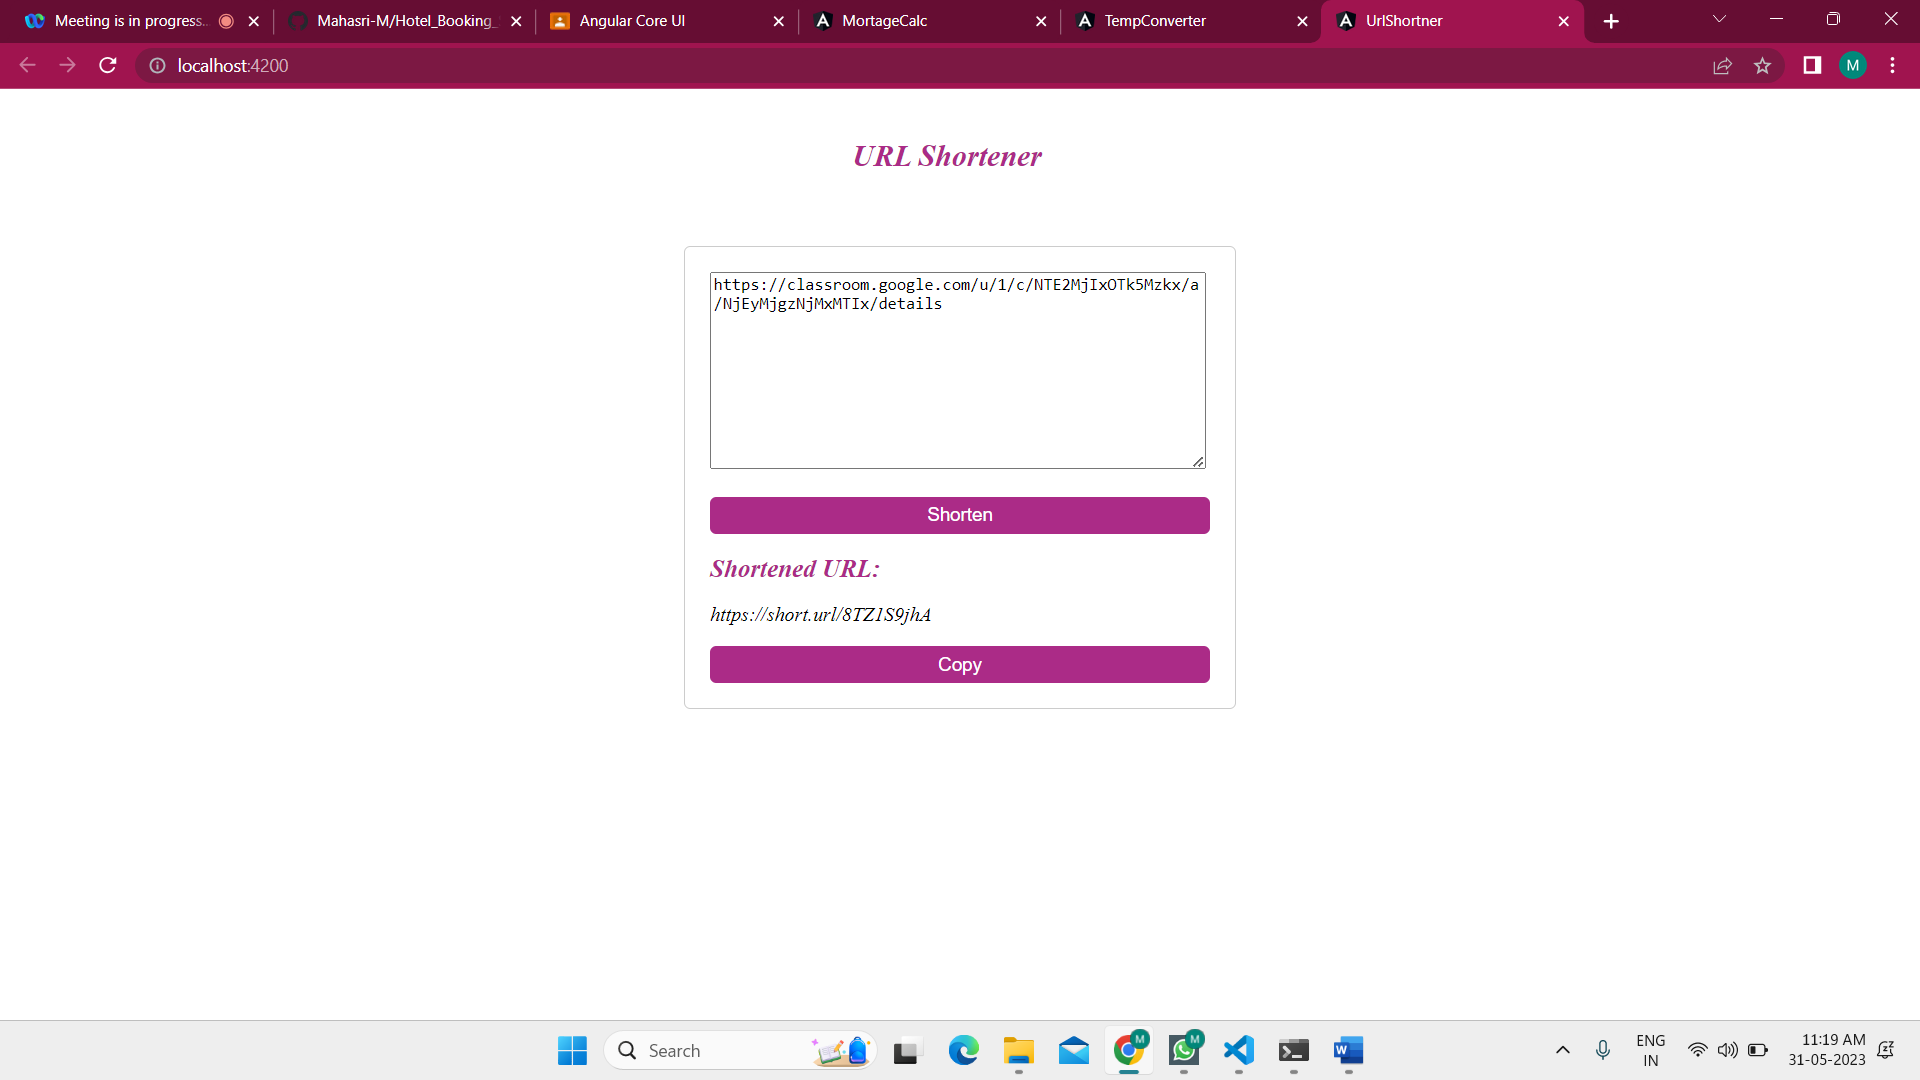 Meeting is in progress..
Mahasri-M/Hotel_Booking_
Angular Core UI
MortageCalc
TempConverter
UrlShortner
localhost:4200
M
URL Shortener
https://classroom.google.com/u/1/c/NTE2MjIxOTk5Mzkx/a
/NjEyMjgzNjMxMTIx/details
Shorten
Shortened URL:
https://short.url/8TZ1S9jhA
Copy
Search
M
M
ENG
IN
11:19 AM
31-05-2023